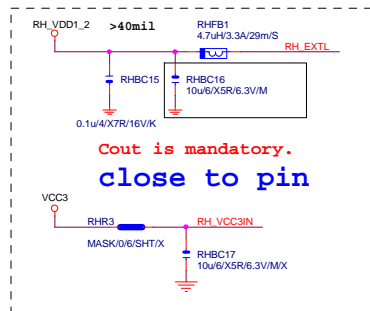 RH_VDD1_2 >40mil
RHFB1
4.7uH/3.3A/29m/S
RH_EXTL
RHBC15
RHBC16
10u/6/X5R/6.3V/M
0.1u/4/X7R/16V/K
Cout is mandatory.
close to pin
VCC3
RHR3
RH_VCC3IN
MASK/0/6/SHT/X
RHBC17
10u/6/X5R/6.3V/M/X